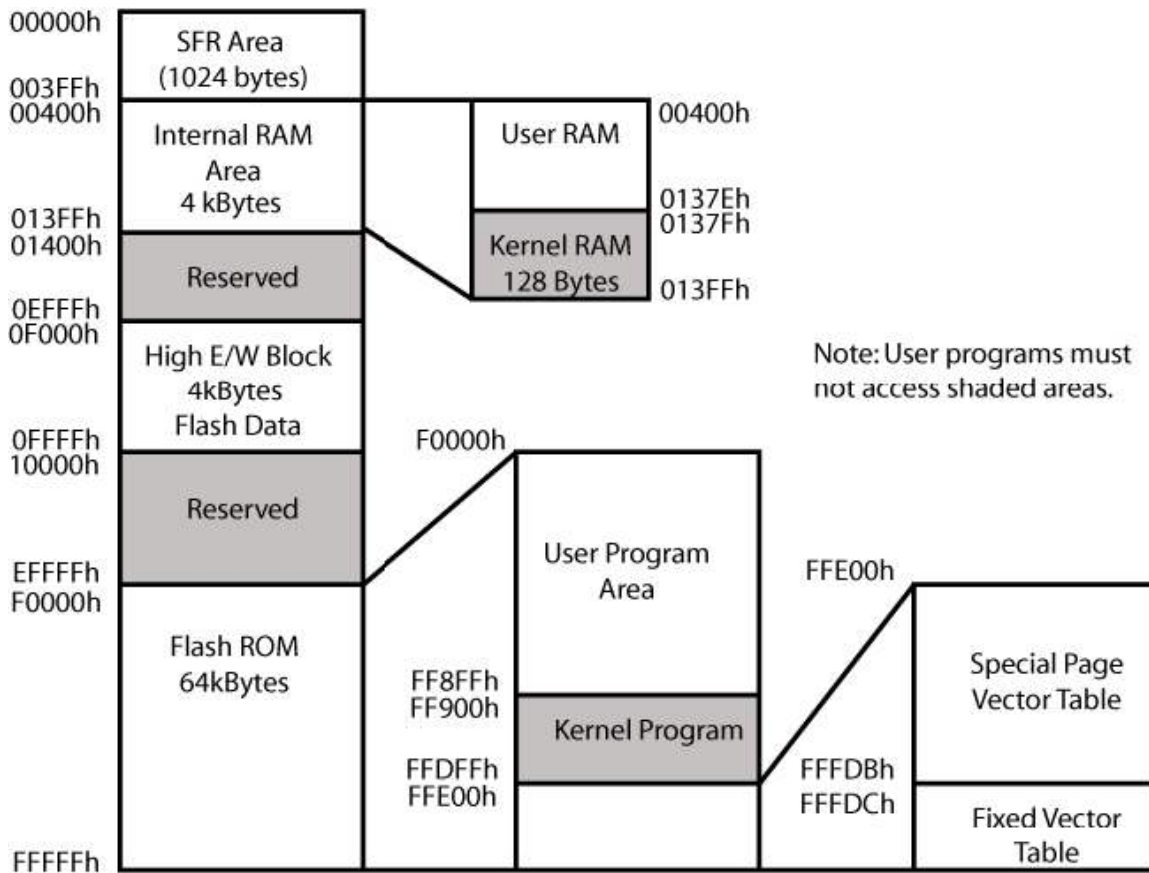 00000h
SFR Area
(1024 bytes)
003FFh
00400h
Internal RAM
Area
4 kBytes
013FFh
01400h
Reserved
0EFFFh
0F000h
High E/W Block
4kBytes
Flash Data
0FFFFh
10000h
Reserved
EFFFFh
F0000h
Flash ROM
64kBytes
FFFFFh
User RAM
00400h
0137Eh
0137Fh
Kernel RAM
128 Bytes
013FFh
Note: User programs must
not access shaded areas.
F0000h
User Program
Area
FF8FFh
FF900h
Kernel Program
FFDFFh
FFE00h
FFE00h
Special Page
Vector Table
FFFDBh
FFFDCh
Fixed Vector
Table